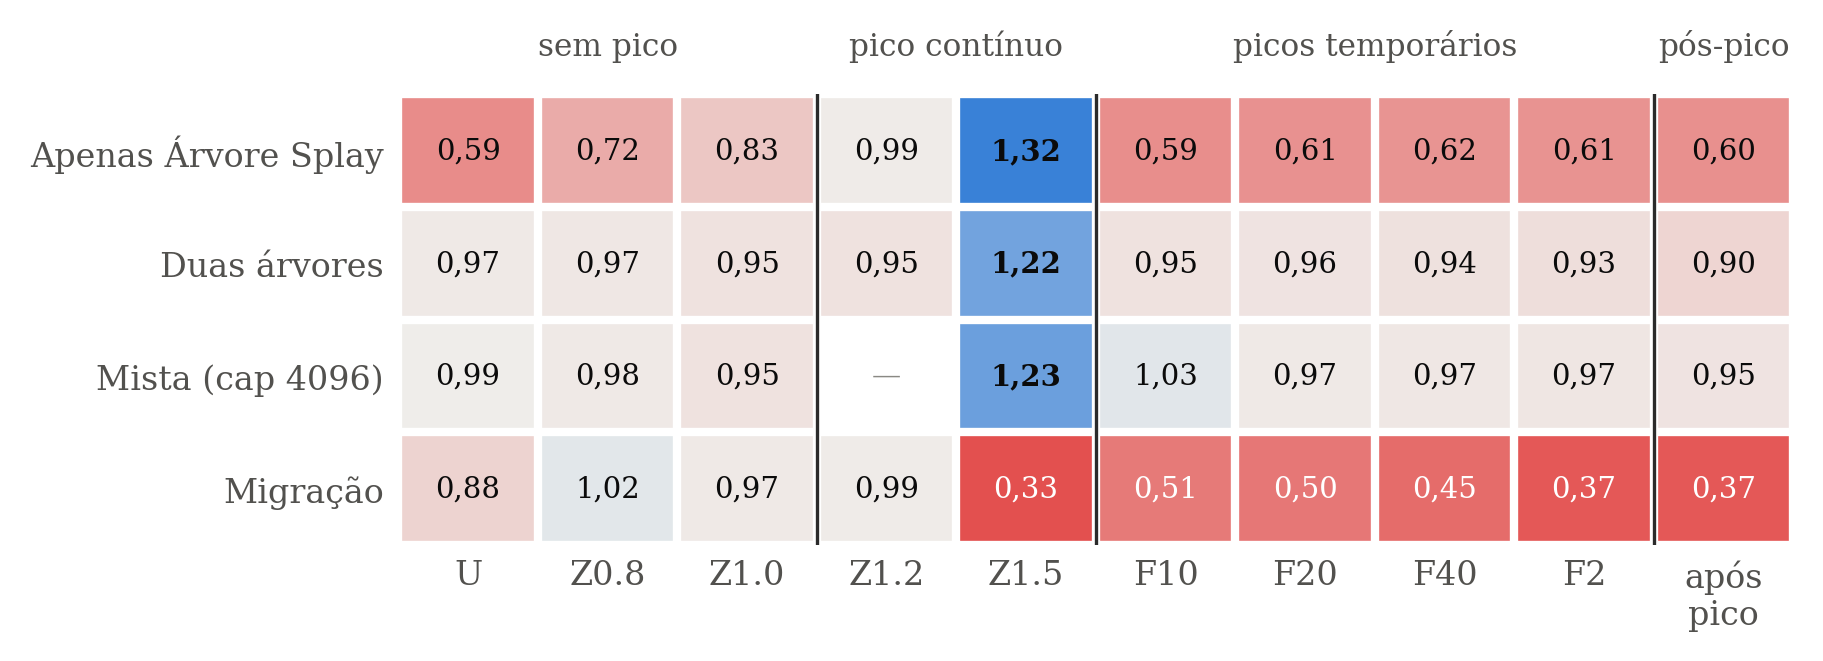 sem pico pico contínuo picos temporários pós-pico
Apenas Árvore Splay 0,59 0,72 0,83 0,99 1,32 0,59 0,61 0,62 0,61 0,60
Duas árvores 0,97 0,97 0,95 0,95 1,22 0,95 0,96 0,94 0,93 0,90
Mista (cap 4096) 0,99 0,98 0,95 — 1,23 1,03 0,97 0,97 0,97 0,95
Migração 0,88 1,02 0,97 0,99 0,33 0,51 0,50 0,45 0,37 0,37
U Z0.8 Z1.0 Z1.2 Z1.5 F10 F20 F40 F2 após
pico